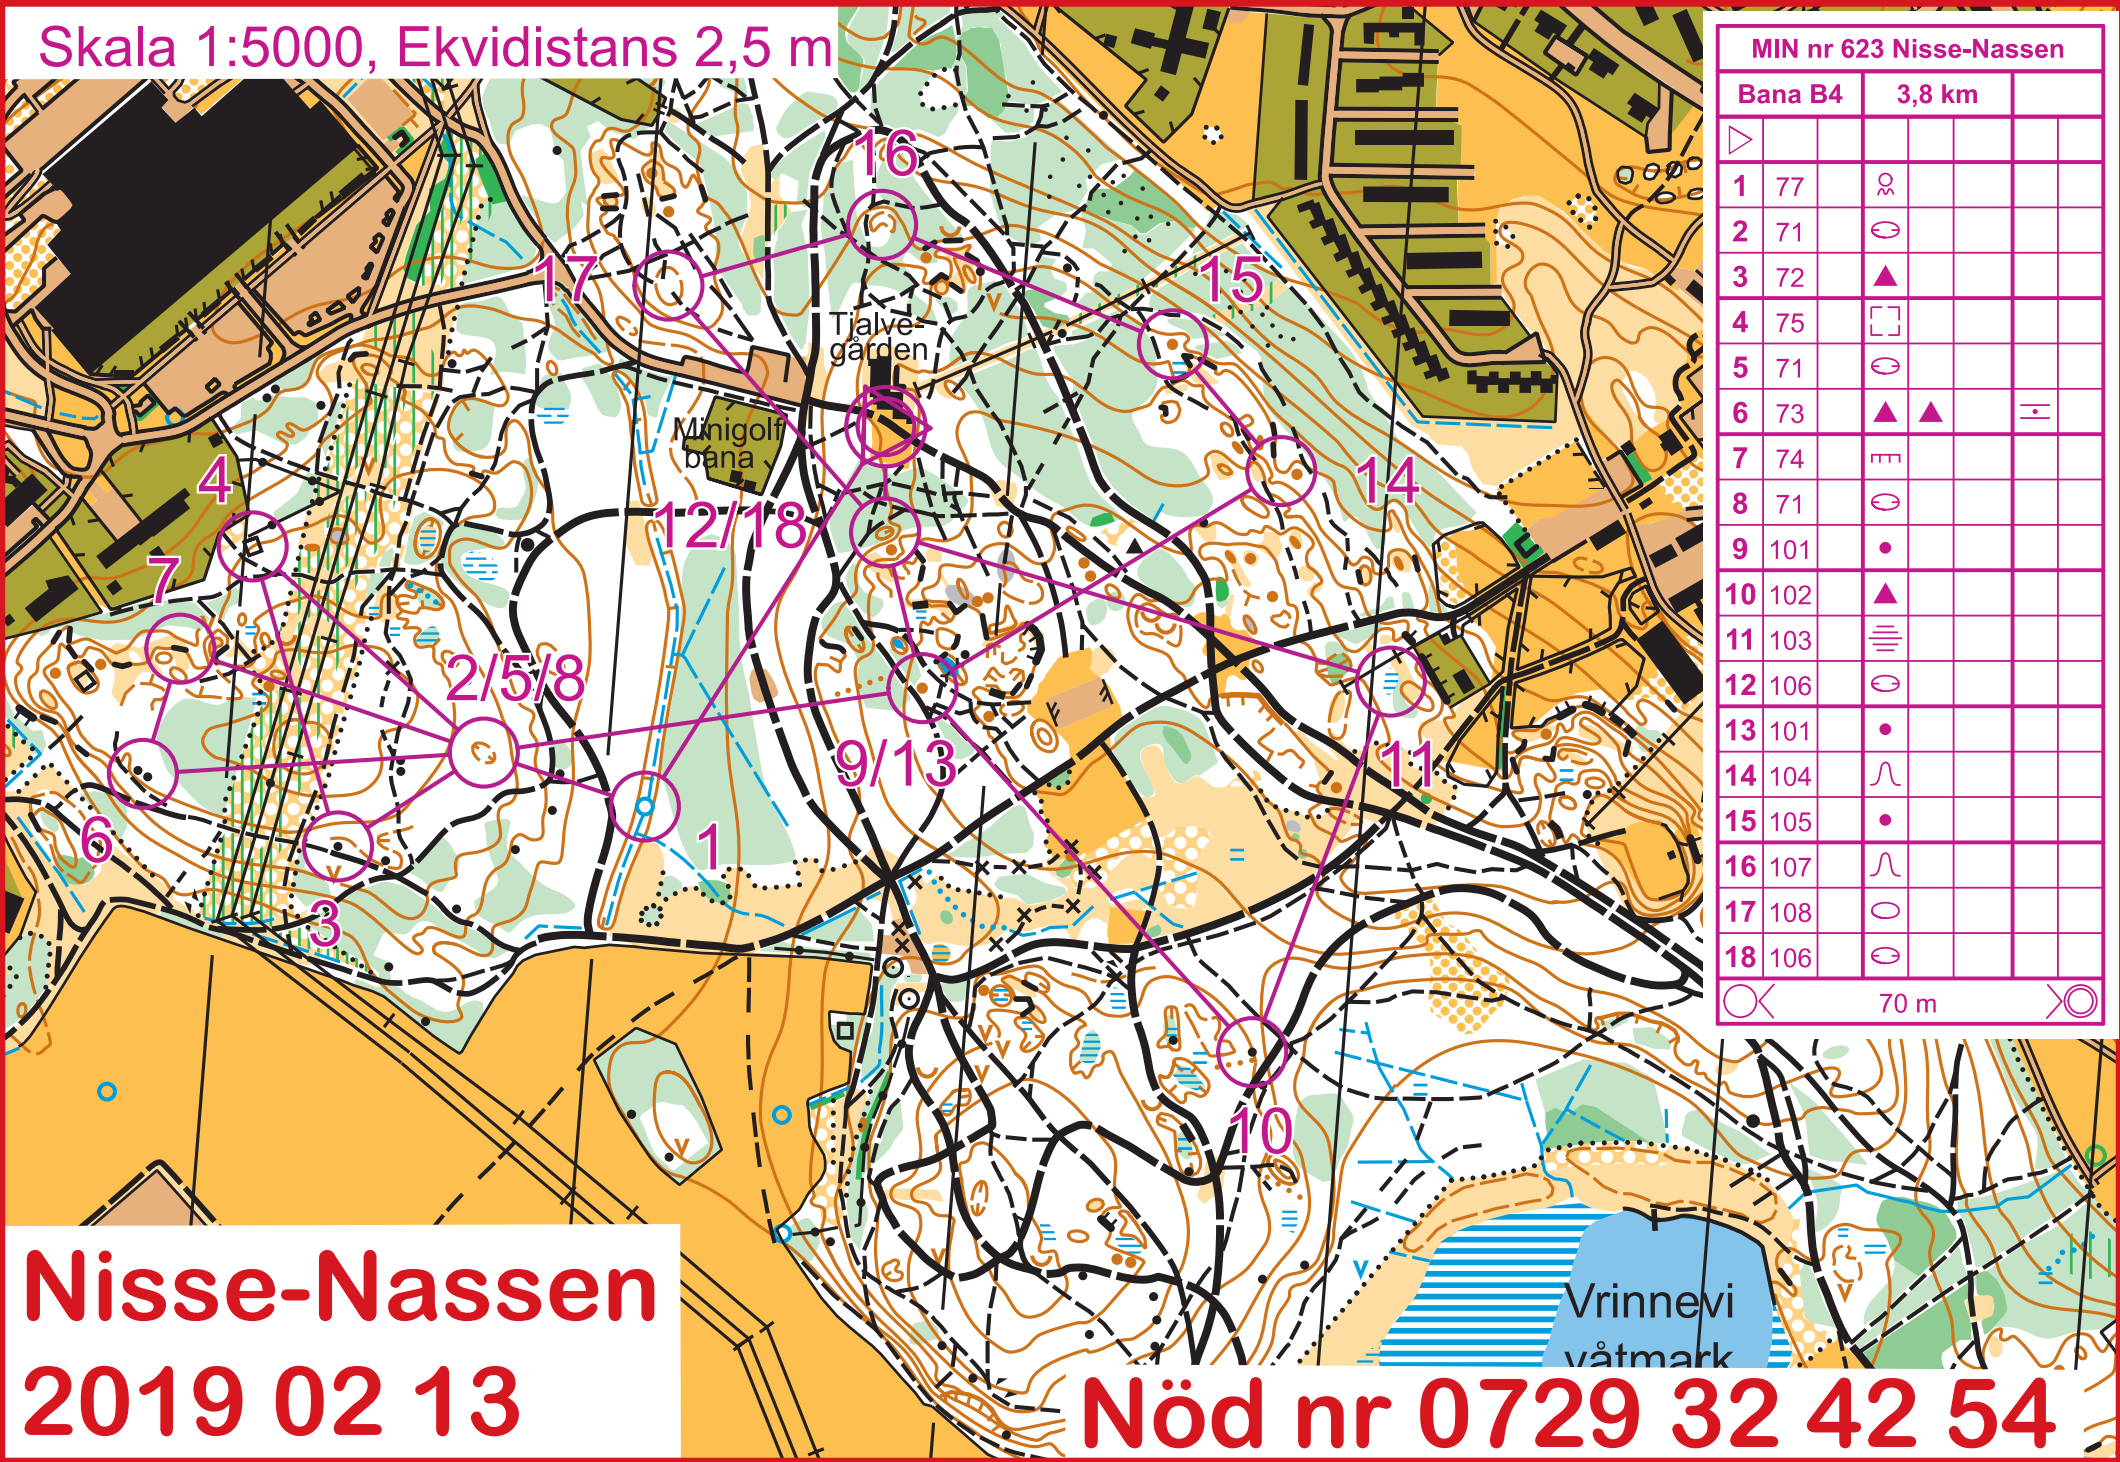 Skala 1:5000, Ekvidistans 2,5 m
MIN nr 623 Nisse-Nassen
Bana B4 3,8 km
1 77
2 71
3 72
4 75
5 71
6 73
7 74
8 71
9 101
10 102
11 103
12 106
13 101
14 104
15 105
16 107
17 108
18 106
70 m
16
17
15
Tjalve-
gården
Minigolf
bana
4
14
12/18
7
2/5/8
9/13
11
6
1
3
10
Vrinnevi
våtmark
Nisse-Nassen
2019 02 13
Nöd nr 0729 32 42 54